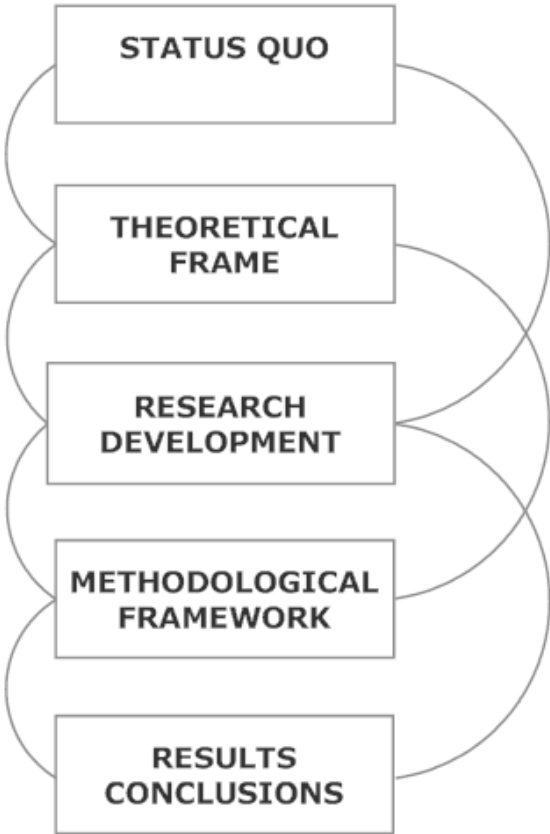 STATUS QUO
THEORETICAL
FRAME
RESEARCH
DEVELOPMENT
METHODOLOGICAL
FRAMEWORK
RESULTS
CONCLUSIONS